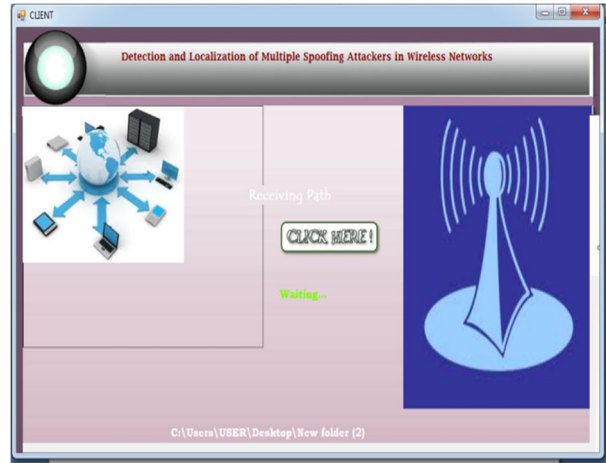 CLIENT
Detection and Localization of Multiple Spoofing Attackers in Wireless Networks
Receiving Path
CLICK HERE !
Waiting...
C:\Users\USER\Desktop\New folder (2)